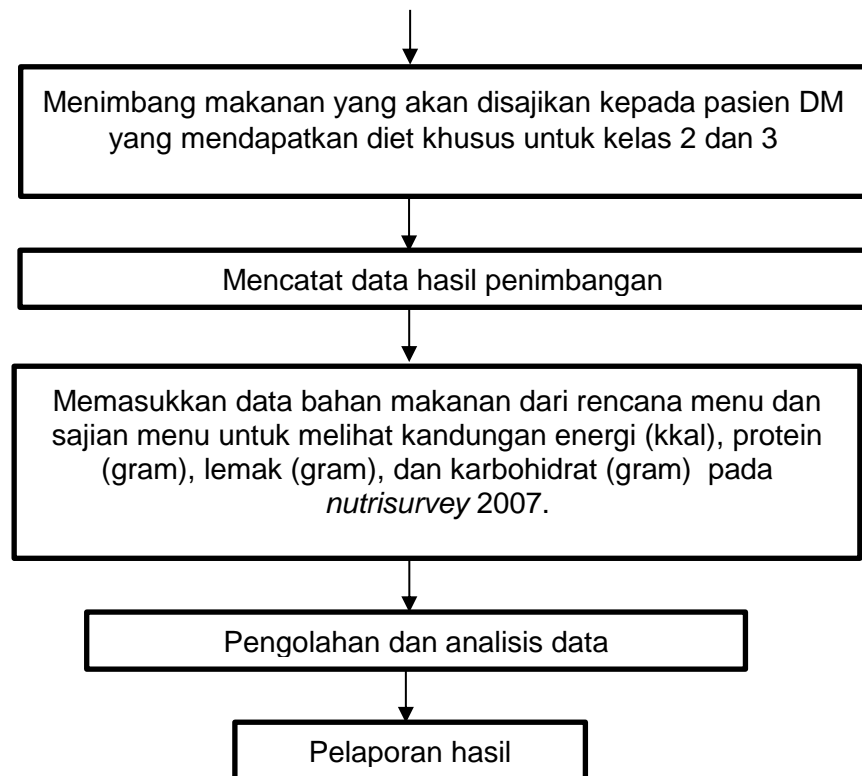 Menimbang makanan yang akan disajikan kepada pasien DM
yang mendapatkan diet khusus untuk kelas 2 dan 3
Mencatat data hasil penimbangan
Memasukkan data bahan makanan dari rencana menu dan
sajian menu untuk melihat kandungan energi (kkal), protein
(gram), lemak (gram), dan karbohidrat (gram) pada
nutrisurvey 2007.
Pengolahan dan analisis data
Pelaporan hasil